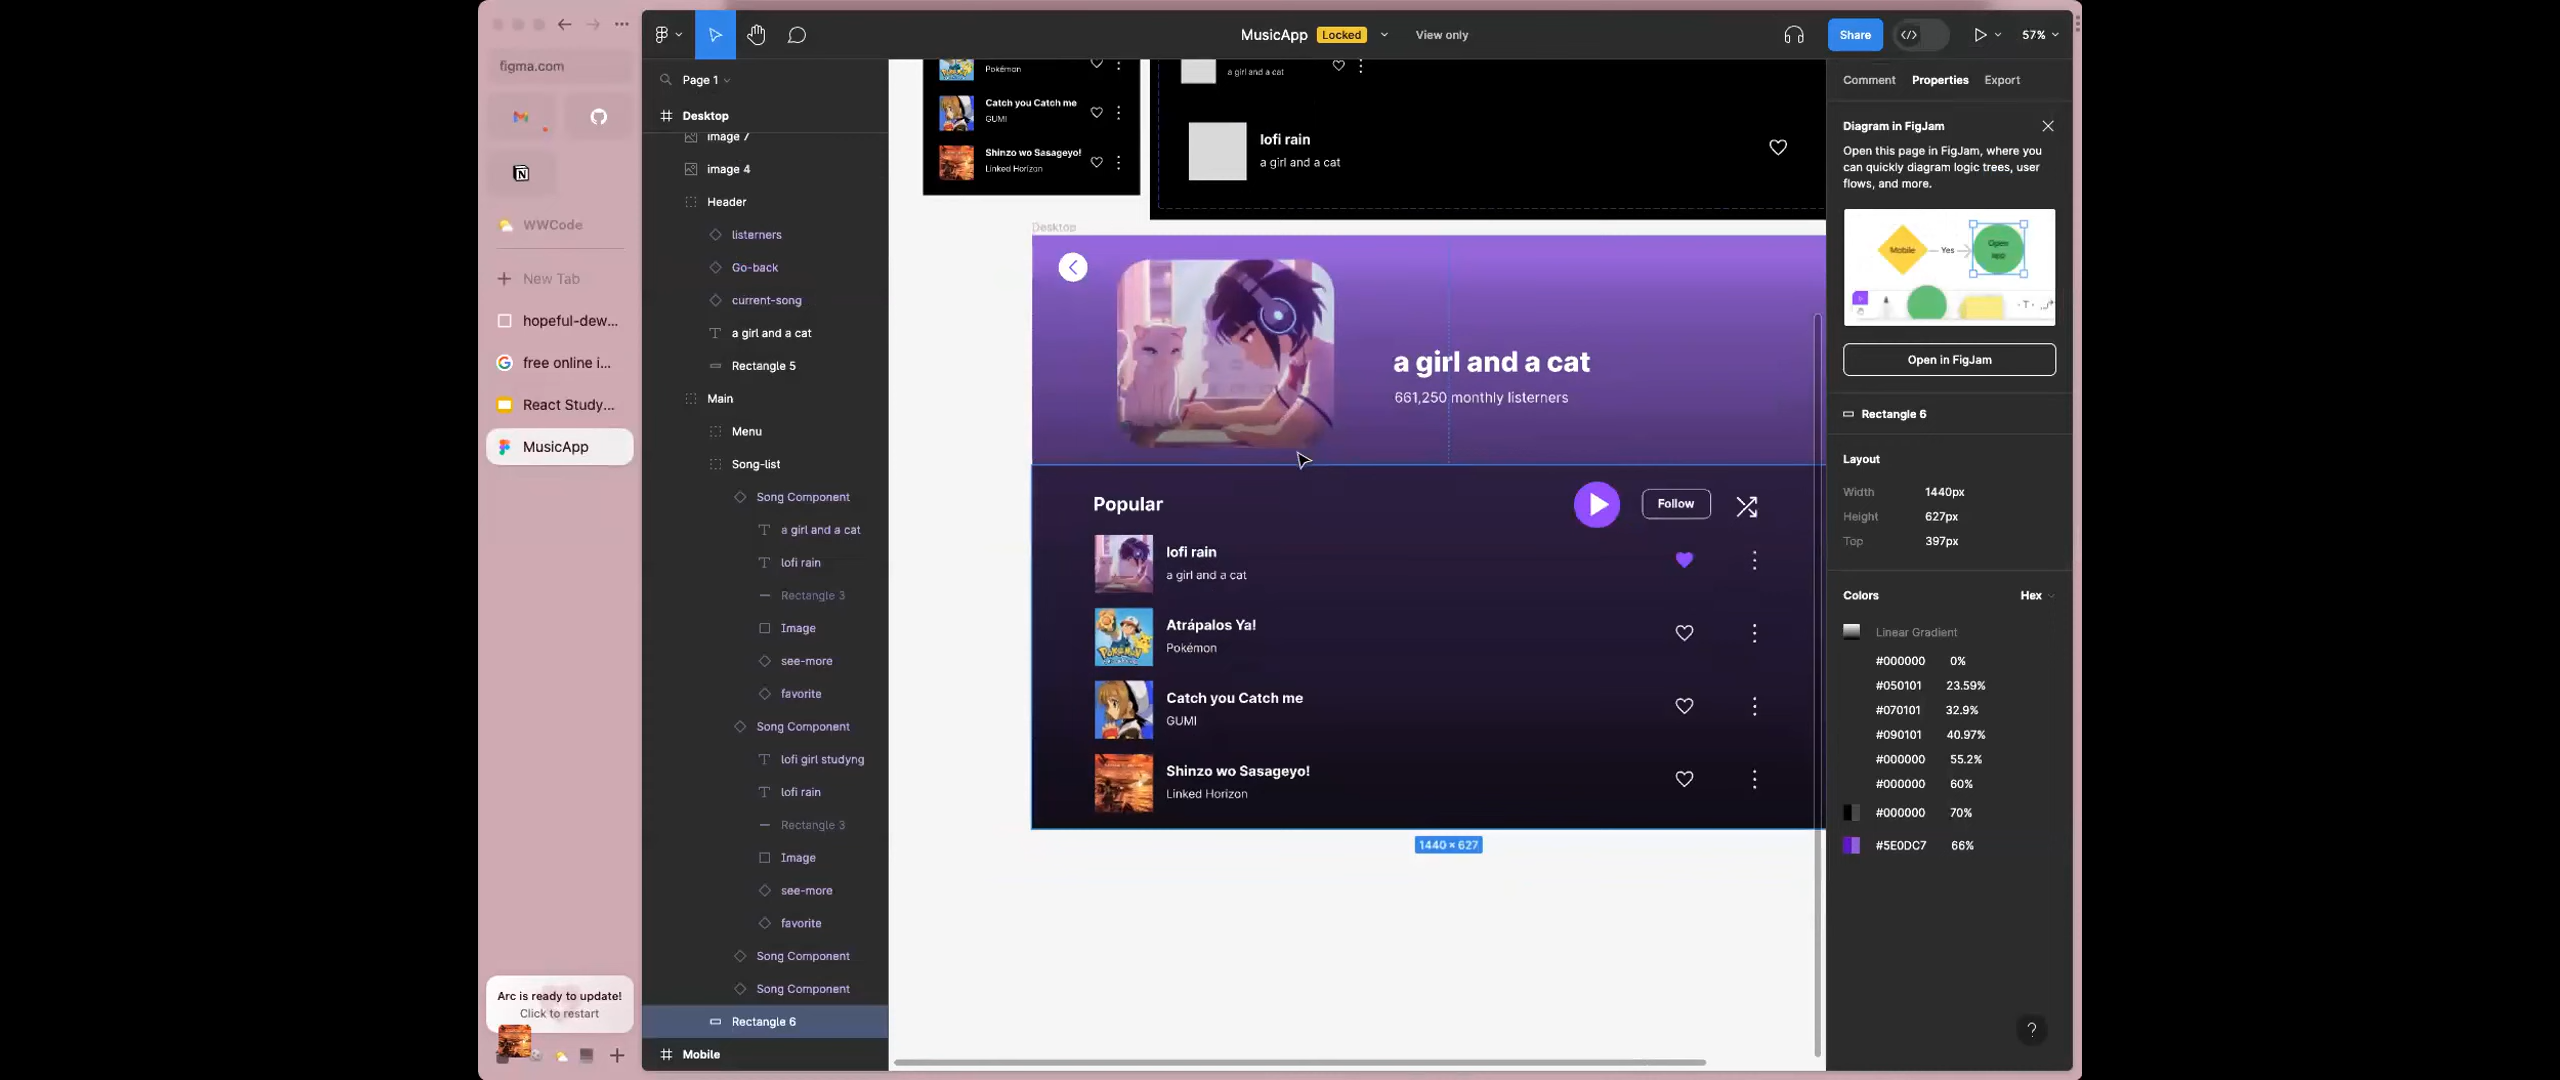 figma.com
WWCode
New Tab
hopeful-dew...
free online i...
React Study...
MusicApp
Arc is ready to update!
Click to restart
MusicApp Locked View only
Share
57%
Page 1
Desktop
image 7
image 4
Header
listerners
Go-back
current-song
a girl and a cat
Rectangle 5
Main
Menu
Song-list
Song Component
a girl and a cat
lofi rain
Rectangle 3
Image
see-more
favorite
Song Component
lofi girl studyng
lofi rain
Rectangle 3
Image
see-more
favorite
Song Component
Song Component
Rectangle 6
Mobile
Pokémon
Catch you Catch me
GUMI
Shinzo wo Sasageyo!
Linked Horizon
a girl and a cat
lofi rain
a girl and a cat
Desktop
a girl and a cat
661,250 monthly listerners
Popular
Follow
lofi rain
a girl and a cat
Atrápalos Ya!
Pokémon
Catch you Catch me
GUMI
Shinzo wo Sasageyo!
Linked Horizon
1440 × 627
Comment Properties Export
Diagram in FigJam
Open this page in FigJam, where you
can quickly diagram logic trees, user
flows, and more.
Mobile Yes Open
app
Open in FigJam
Rectangle 6
Layout
Width 1440px
Height 627px
Top 397px
Colors Hex
Linear Gradient
#000000 0%
#050101 23.59%
#070101 32.9%
#090101 40.97%
#000000 55.2%
#000000 60%
#000000 70%
#5E0DC7 66%
?